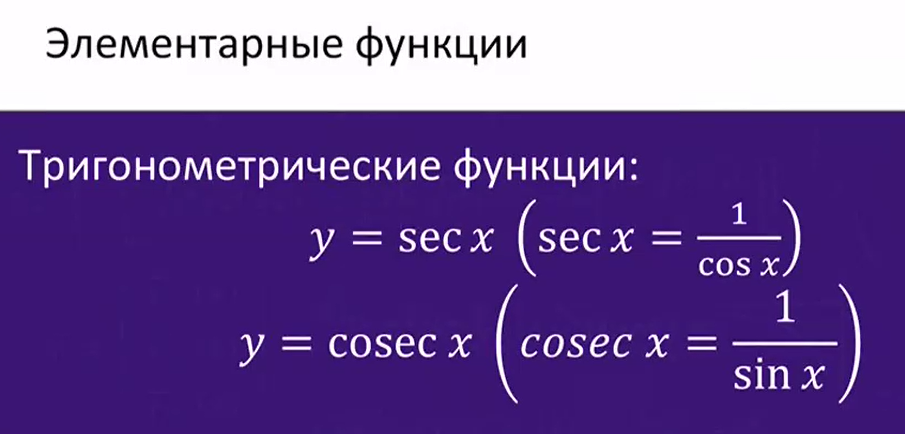 Элементарные функции
Тригонометрические функции:
y = sec x (sec x = 1/cos x)
y = cosec x (cosec x = 1/sin x)